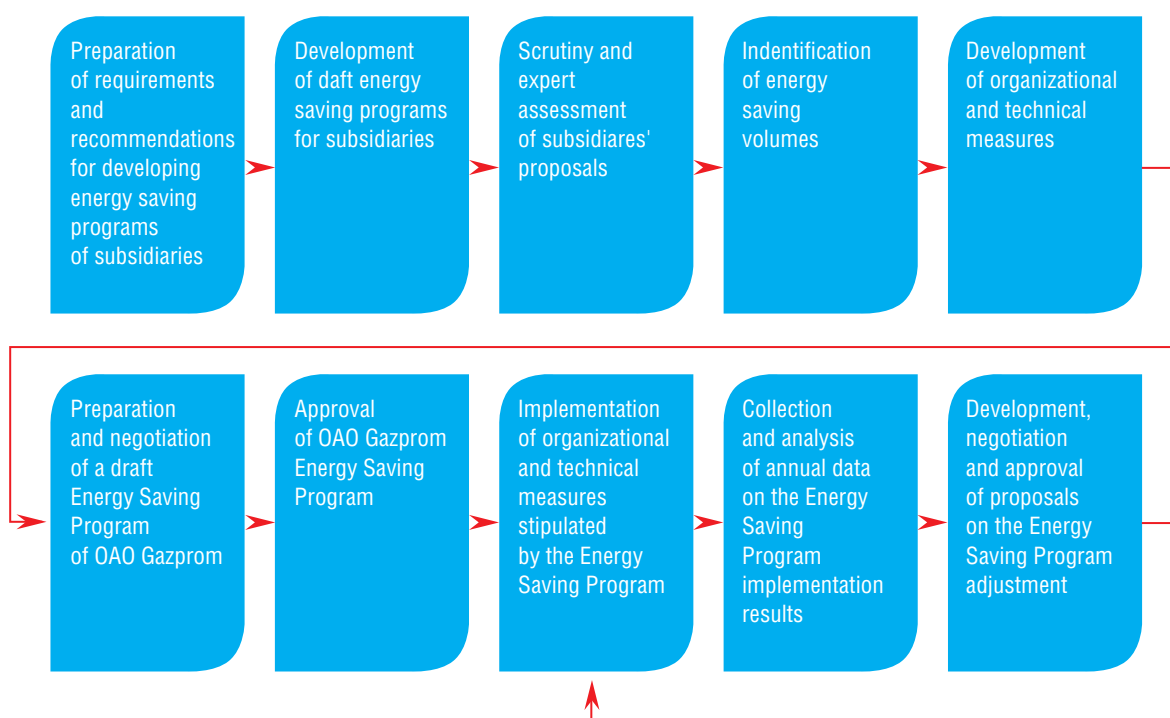 Preparation
of requirements
and
recommendations
for developing
energy saving
programs
of subsidiaries
Development
of daft energy
saving programs
for subsidiaries
Scrutiny and
expert
assessment
of subsidiares'
proposals
Indentification
of energy
saving
volumes
Development
of organizational
and technical
measures
Preparation
and negotiation
of a draft
Energy Saving
Program
of OAO Gazprom
Approval
of OAO Gazprom
Energy Saving
Program
Implementation
of organizational
and technical
measures
stipulated
by the Energy
Saving Program
Collection
and analysis
of annual data
on the Energy
Saving
Program
implementation
results
Development,
negotiation
and approval
of proposals
on the Energy
Saving Program
adjustment